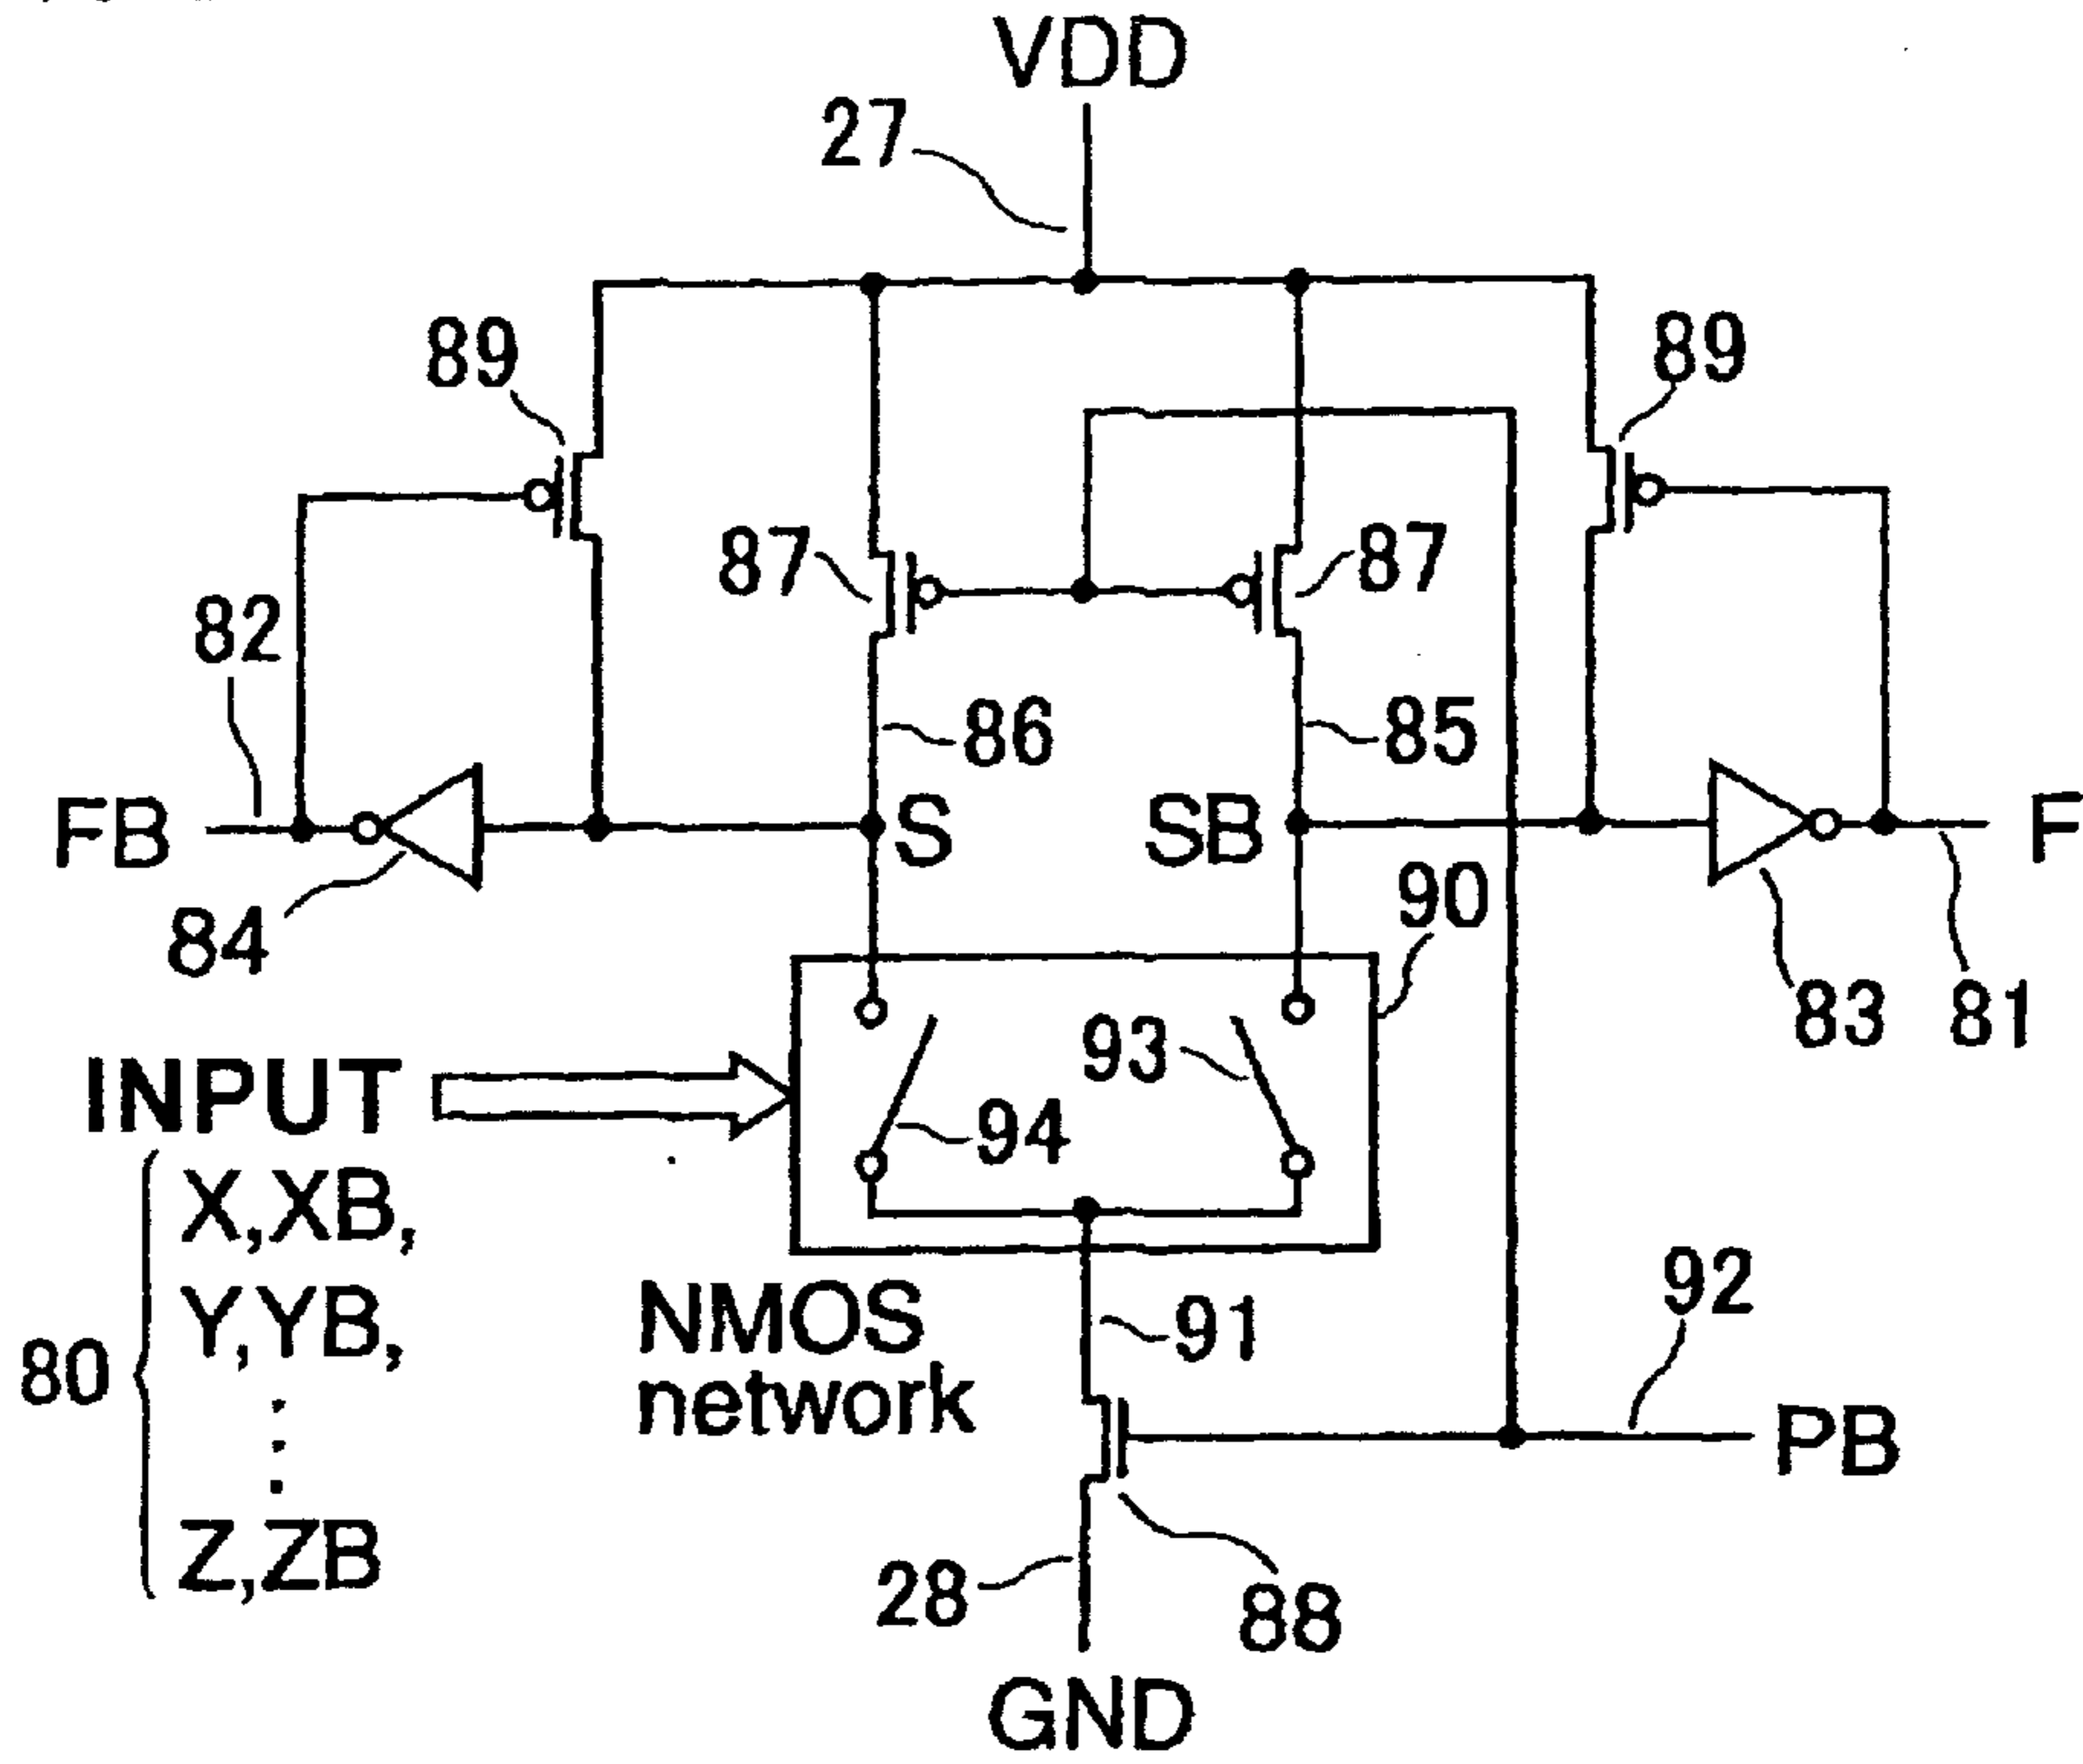 VDD
27
89
89
87
87
82
86
85
FB
S
SB
F
84
90
83
81
INPUT
93
94
X,XB,
Y,YB,
80
Z,ZB
NMOS
network
91
92
PB
28
88
GND